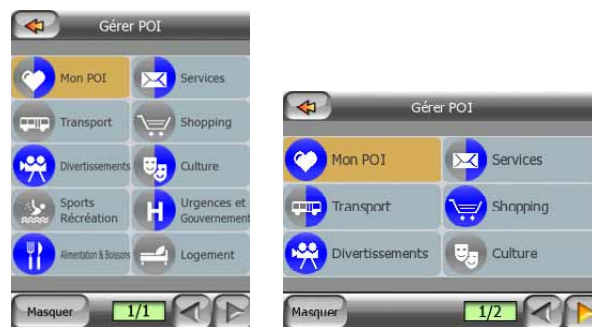 Gérer POI
Mon POI
Services
Transport
Shopping
Divertissements
Culture
Sports
Récréation
Urgences et
Gouvernement
Alimentation & Boissons
Logement
Masquer
1/1
Gérer POI
Mon POI
Services
Transport
Shopping
Divertissements
Culture
Masquer
1/2